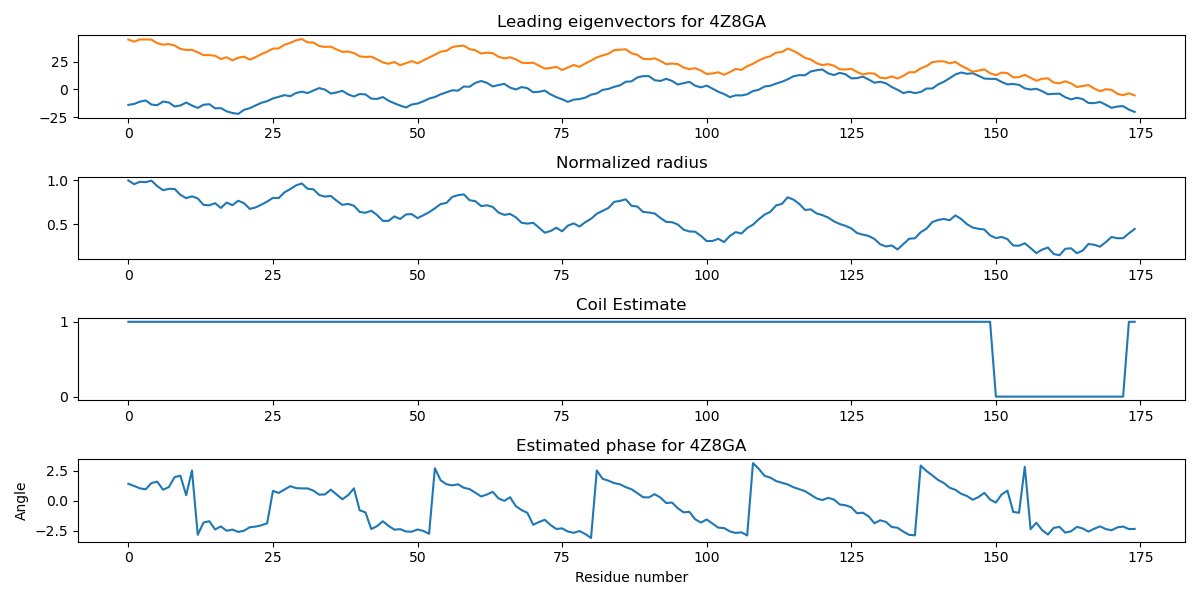 Leading eigenvectors for 4Z8GA
25
0
−25
0 25 50 75 100 125 150 175
Normalized radius
1.0
0.5
0 25 50 75 100 125 150 175
Coil Estimate
1
0
0 25 50 75 100 125 150 175
Estimated phase for 4Z8GA
Angle
2.5
0.0
−2.5
0 25 50 75 100 125 150 175
Residue number